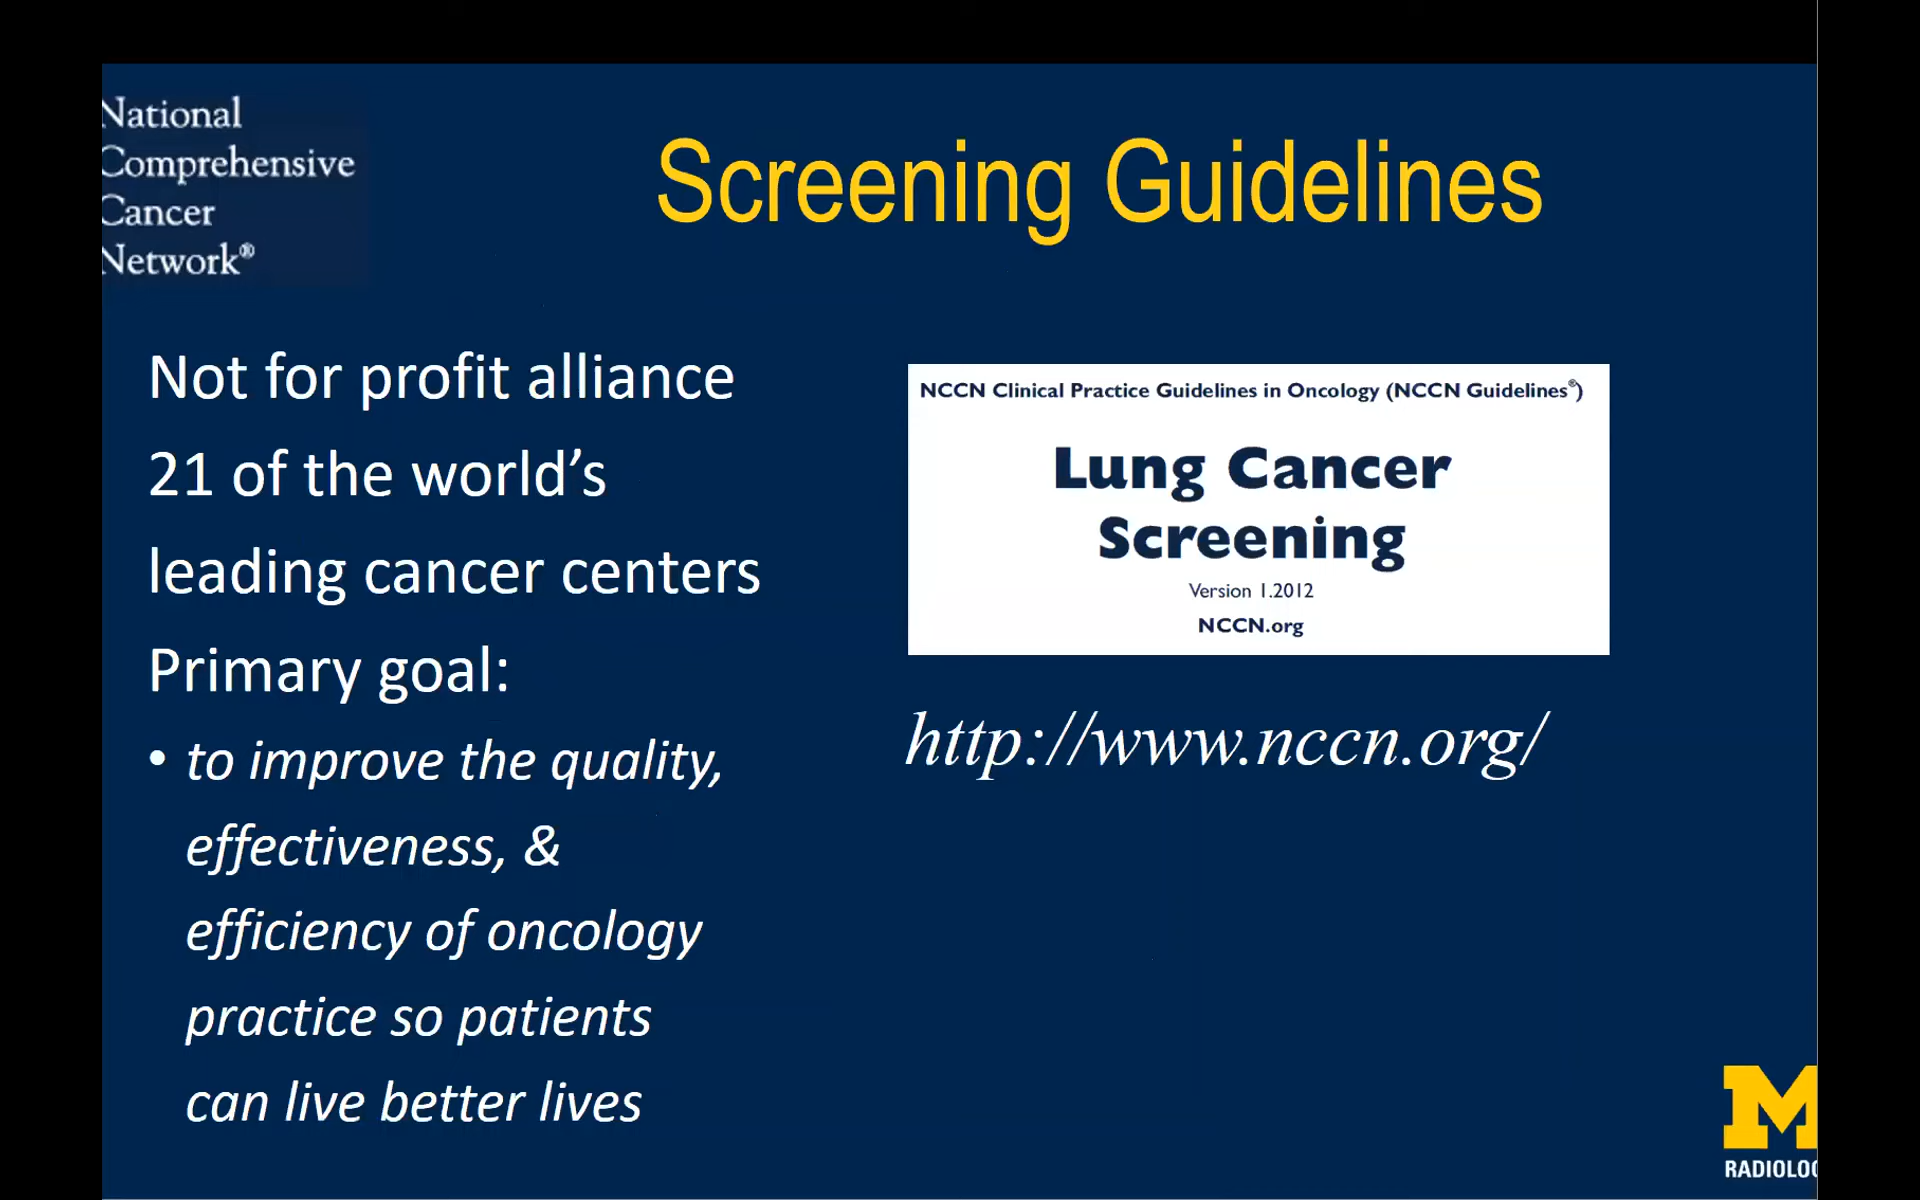 National
Comprehensive
Cancer
Network®
Screening Guidelines
Not for profit alliance
21 of the world’s
leading cancer centers
Primary goal:
• to improve the quality,
effectiveness, &
efficiency of oncology
practice so patients
can live better lives
NCCN Clinical Practice Guidelines in Oncology (NCCN Guidelines®)
Lung Cancer
Screening
Version 1.2012
NCCN.org
http://www.nccn.org/
M
RADIOLOG